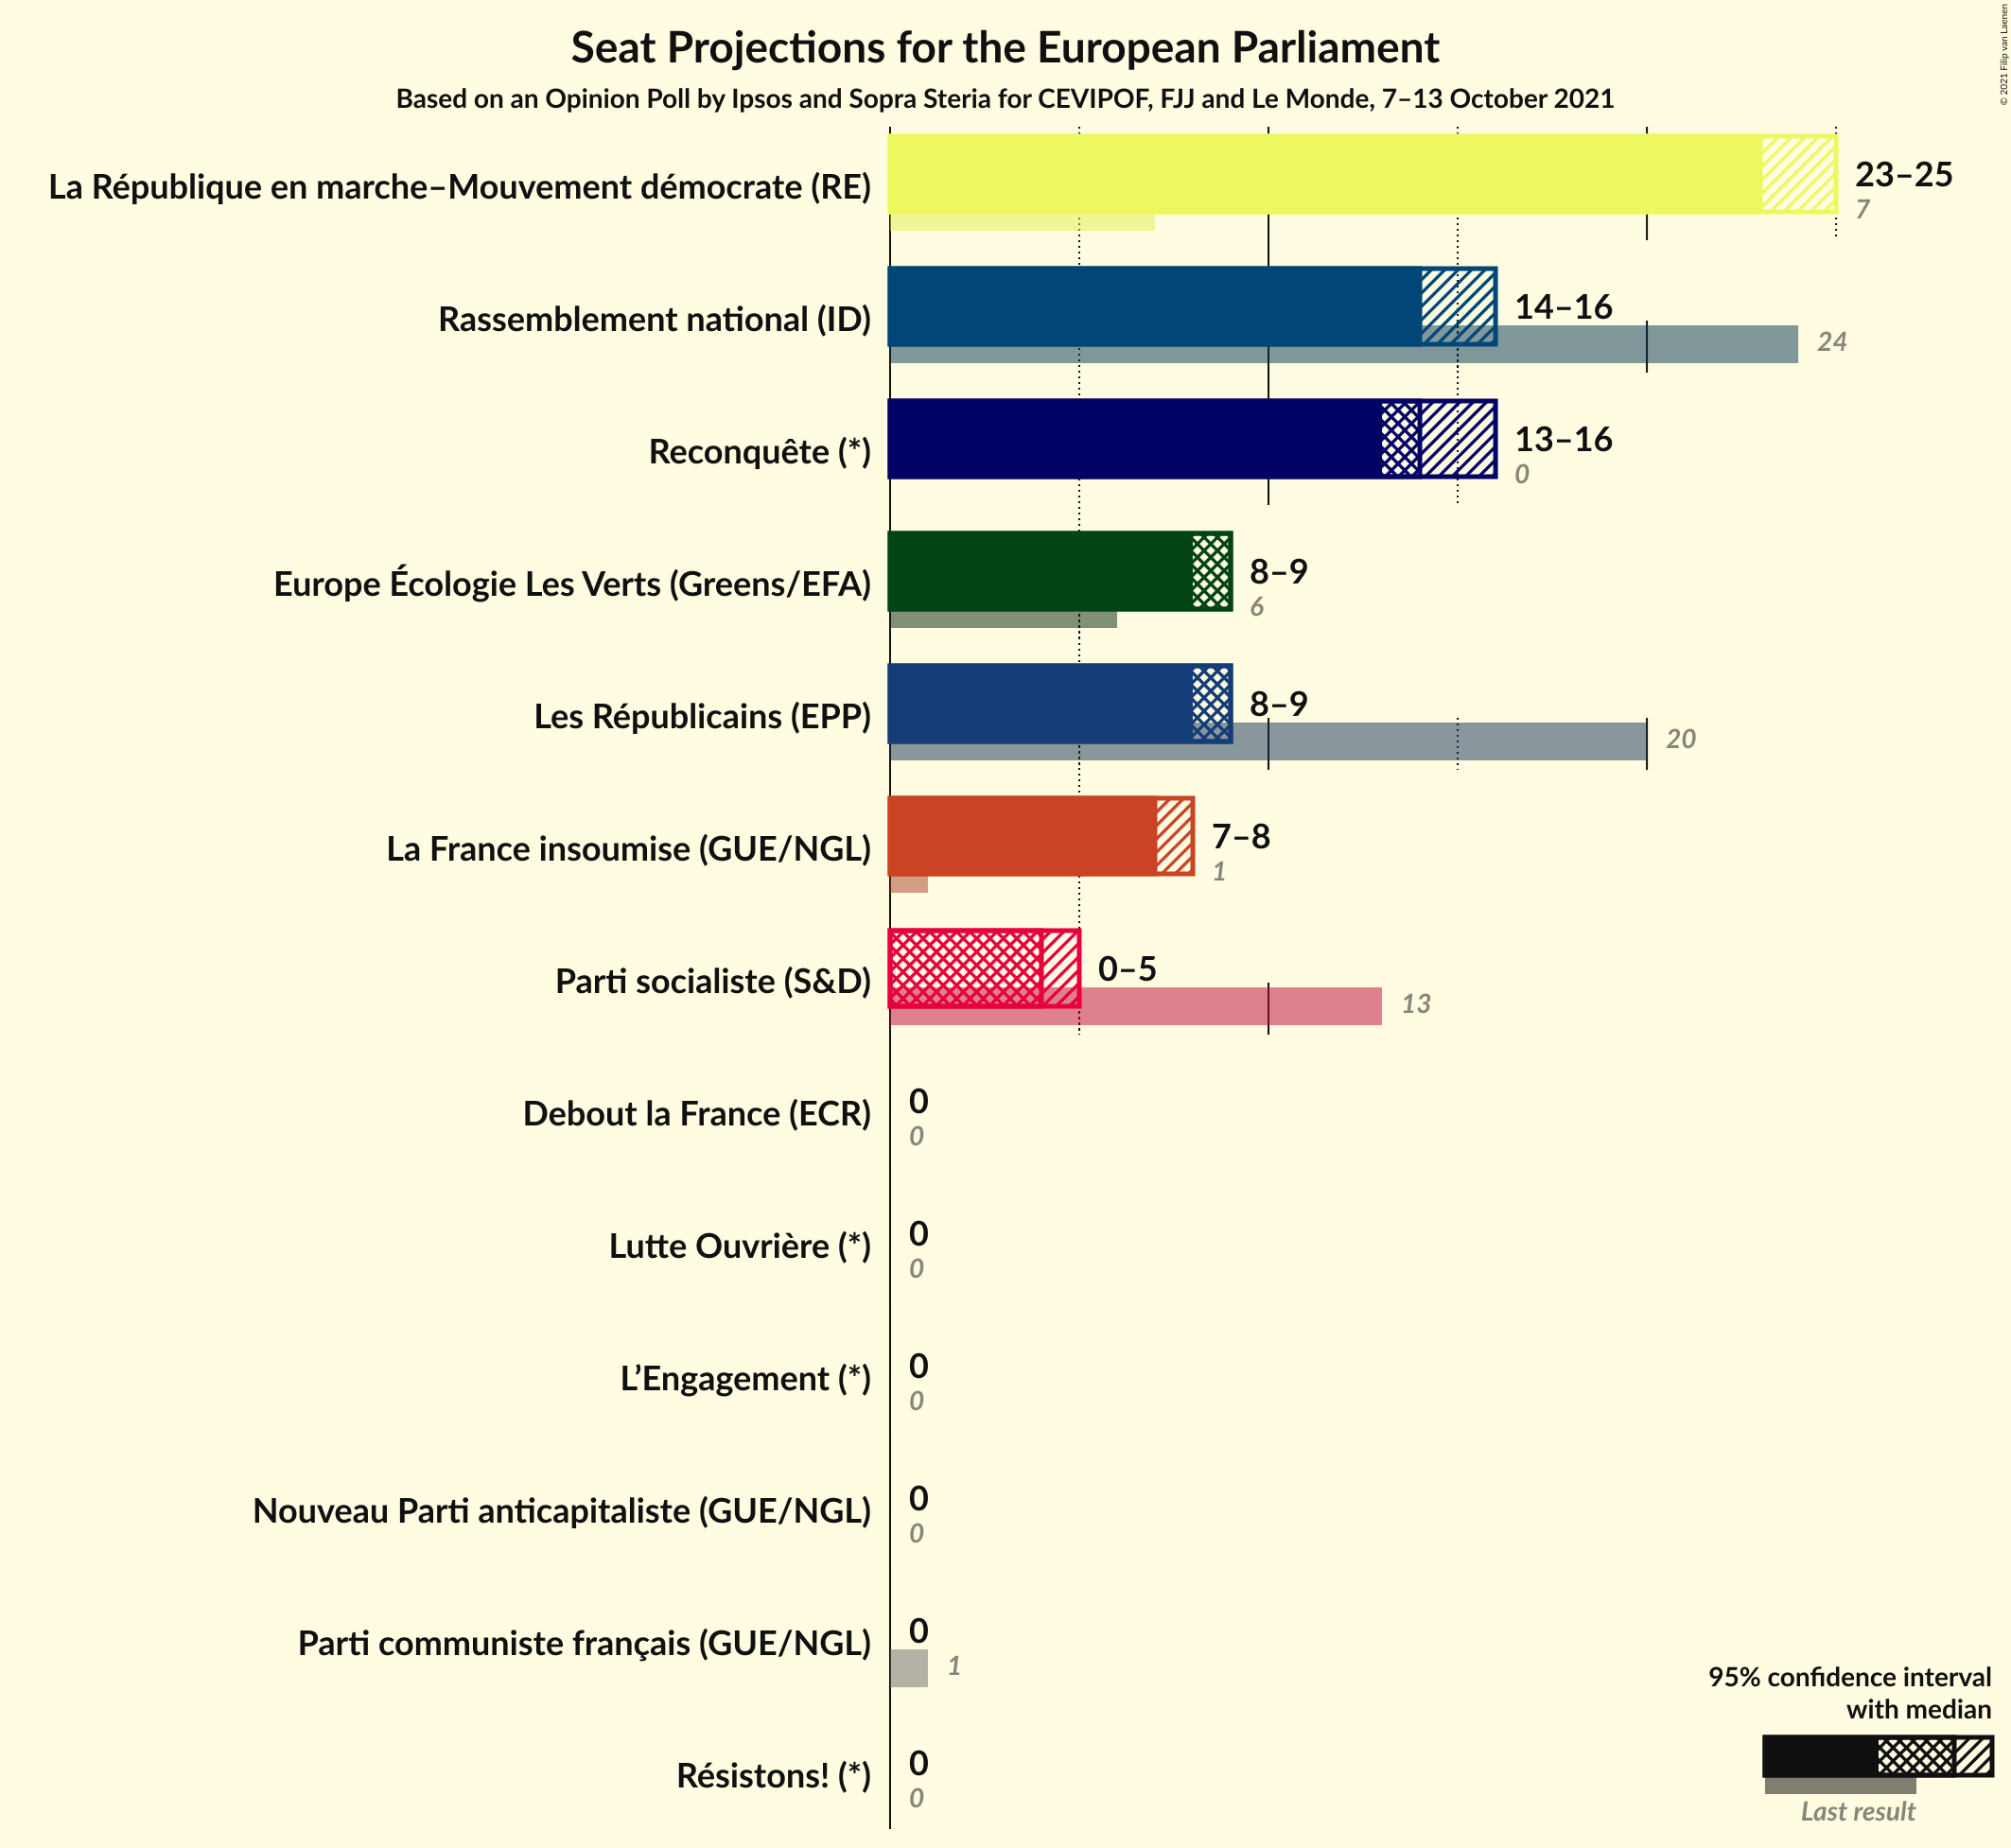 Seat Projections for the European Parliament
Based on an Opinion Poll by Ipsos and Sopra Steria for CEVIPOF, FJJ and Le Monde, 7–13 October 2021
© 2021 Filip van Laenen
La République en marche–Mouvement démocrate (RE)
23–25
7
Rassemblement national (ID)
14–16
24
Reconquête (*)
13–16
0
Europe Écologie Les Verts (Greens/EFA)
8–9
6
Les Républicains (EPP)
8–9
20
La France insoumise (GUE/NGL)
7–8
1
Parti socialiste (S&D)
0–5
13
Debout la France (ECR)
0
0
Lutte Ouvrière (*)
0
0
L’Engagement (*)
0
0
Nouveau Parti anticapitaliste (GUE/NGL)
0
0
Parti communiste français (GUE/NGL)
0
1
Résistons! (*)
0
0
95% confidence interval
with median
Last result